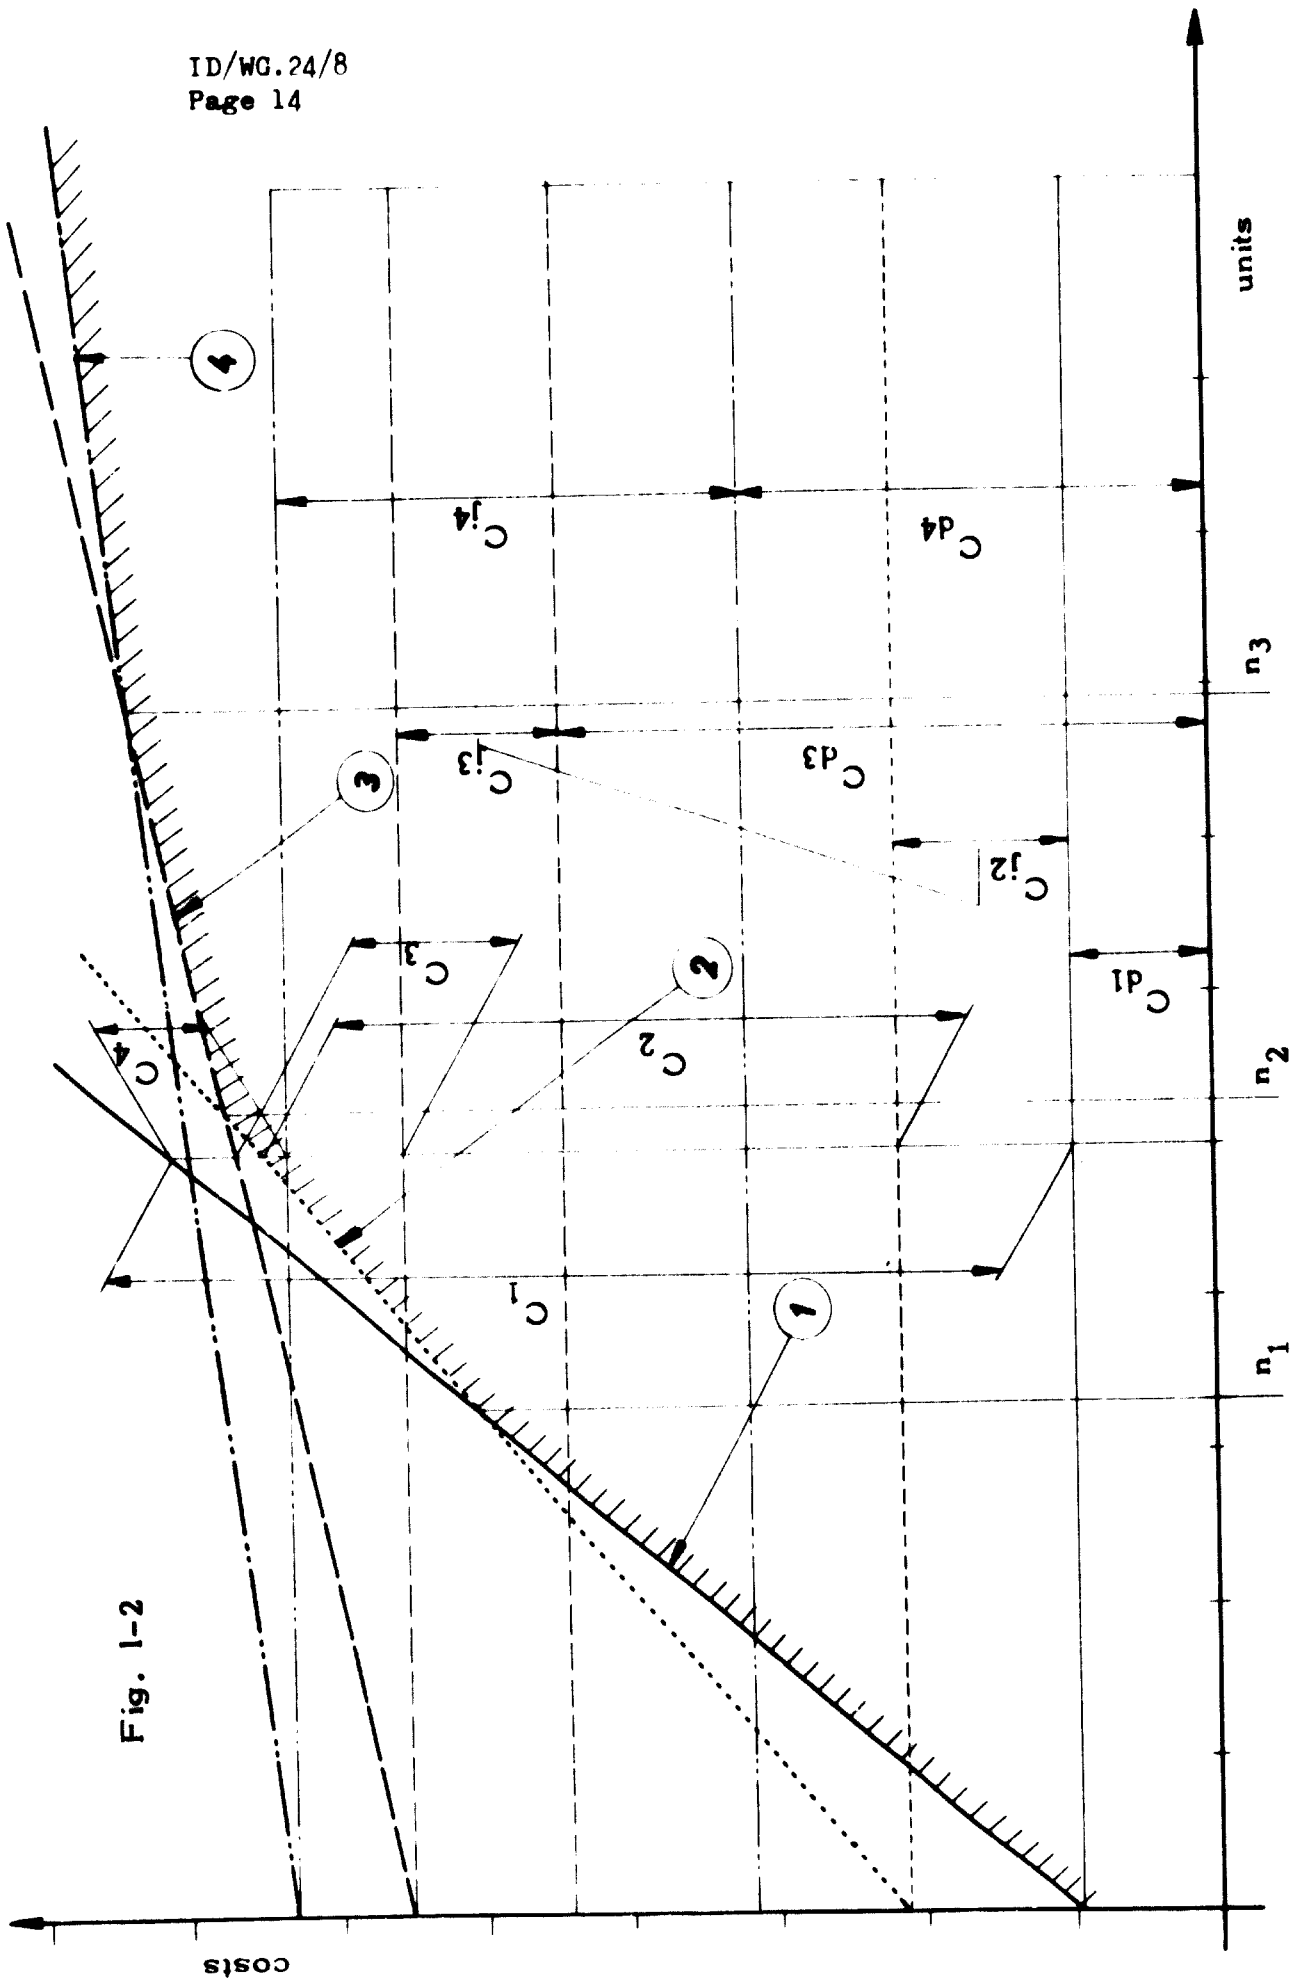 ID/WG.24/8
Page 14
Fig. 1-2
costs
units
n1
n2
n3
1
2
3
4
C1
C2
C3
C4
Cd1
Cj2
Cj3
Cd3
Cj4
Cd4